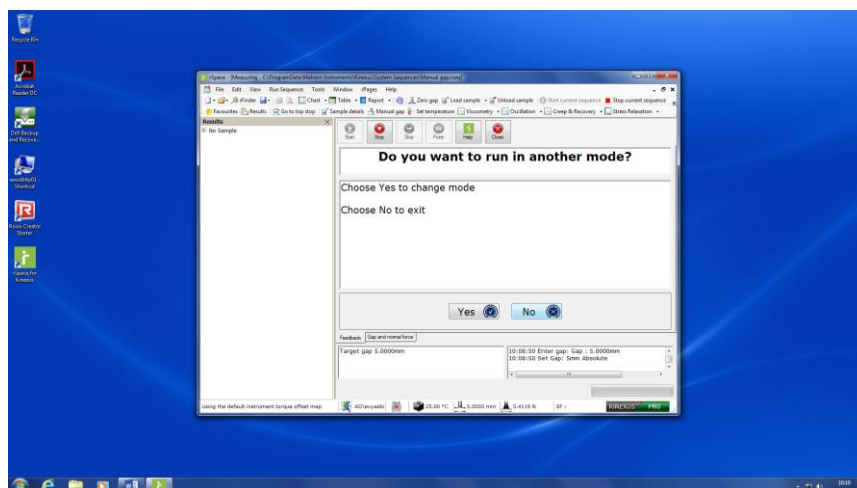 Recycle Bin
Acrobat
Reader DC
Dell Backup
and Recove...
Shortcut
Roxio Creator
Starter
rSpace for
Kinexus
rSpace - [Measuring - C:\ProgramData\Malvern Instruments\Kinexus\System Sequences\Manual gap.rseq]
File Edit View Run Sequence Tools Window rPages Help
rFinder Chart Table Report Zero gap Load sample Unload sample Start current sequence Stop current sequence
Favourites Results Go to top stop Sample details Manual gap Set temperature Viscometry Oscillation Creep & Recovery Stress Relaxation
Results
No Sample
Start Stop Skip Point Help Close
Do you want to run in another mode?
Choose Yes to change mode
Choose No to exit
Yes No
Feedback Gap and normal force
Target gap 5.0000mm
10:08:50 Enter gap: Gap : 5.0000mm
10:08:50 Set Gap: 5mm Absolute
Using the default instrument torque offset map
25.00 °C 5.0000 mm 0.4119 N SF :
KINEXUS PRO
10:10